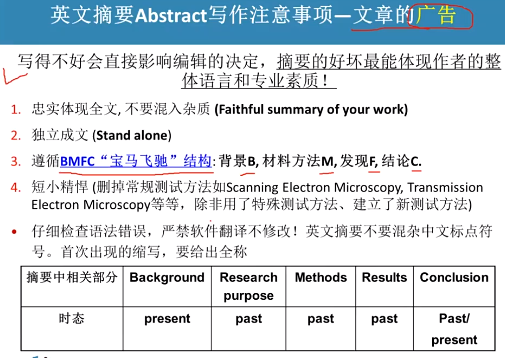 英文摘要Abstract写作注意事项—文章的广告
写得不好会直接影响编辑的决定，摘要的好坏最能体现作者的整
体语言和专业素质！
1. 忠实体现全文, 不要混入杂质 (Faithful summary of your work)
2. 独立成文 (Stand alone)
3. 遵循BMFC“宝马飞驰”结构: 背景B, 材料方法M, 发现F, 结论C.
4. 短小精悍 (删掉常规测试方法如Scanning Electron Microscopy, Transmission
Electron Microscopy等等，除非用了特殊测试方法、建立了新测试方法)
• 仔细检查语法错误，严禁软件翻译不修改！英文摘要不要混杂中文标点符
号。首次出现的缩写，要给出全称
摘要中相关部分 Background Research Methods Results Conclusion
purpose
时态 present past past past Past/
present